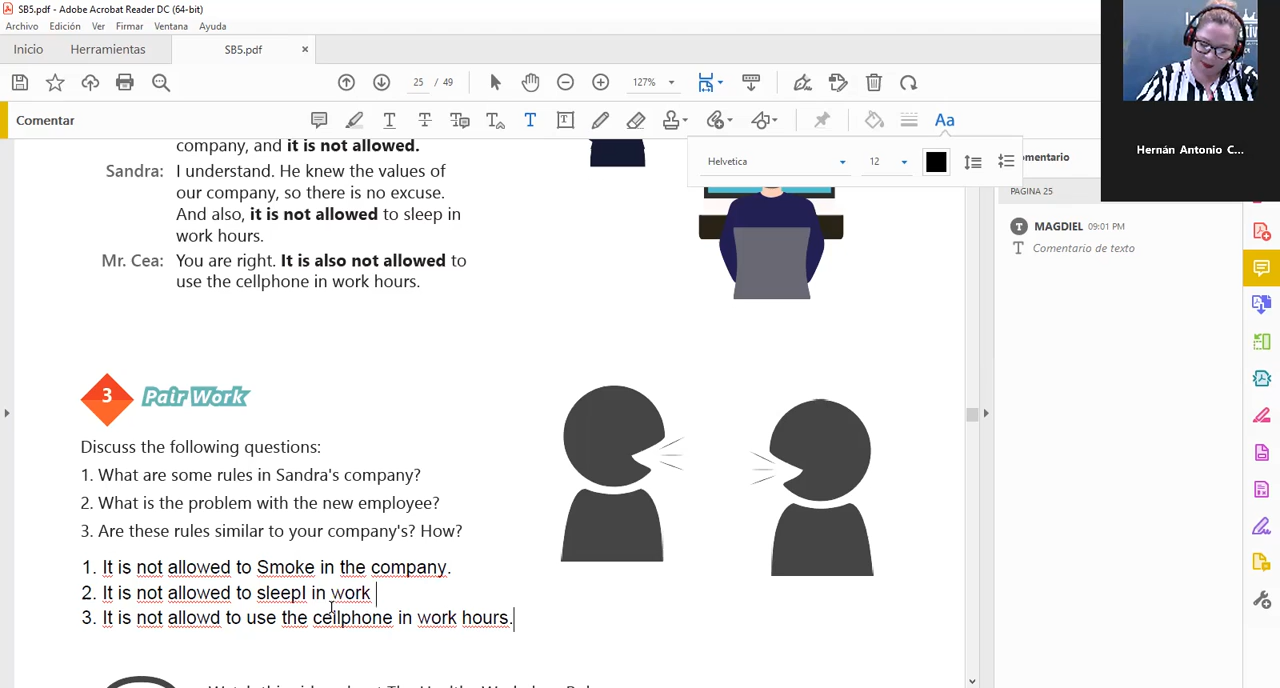 SB5.pdf - Adobe Acrobat Reader DC (64-bit)
Archivo Edición Ver Firmar Ventana Ayuda
Inicio Herramientas SB5.pdf ×
25 / 49 127%
Comentar
Aa
Helvetica 12
Comentario
PÁGINA 25
MAGDIEL 09:01 PM
Comentario de texto
Hernán Antonio C...
company, and it is not allowed.
Sandra: I understand. He knew the values of
our company, so there is no excuse.
And also, it is not allowed to sleep in
work hours.
Mr. Cea: You are right. It is also not allowed to
use the cellphone in work hours.
3 Pair Work
Discuss the following questions:
1. What are some rules in Sandra's company?
2. What is the problem with the new employee?
3. Are these rules similar to your company's? How?
1. It is not allowed to Smoke in the company.
2. It is not allowed to sleepl in work
3. It is not allowd to use the cellphone in work hours.